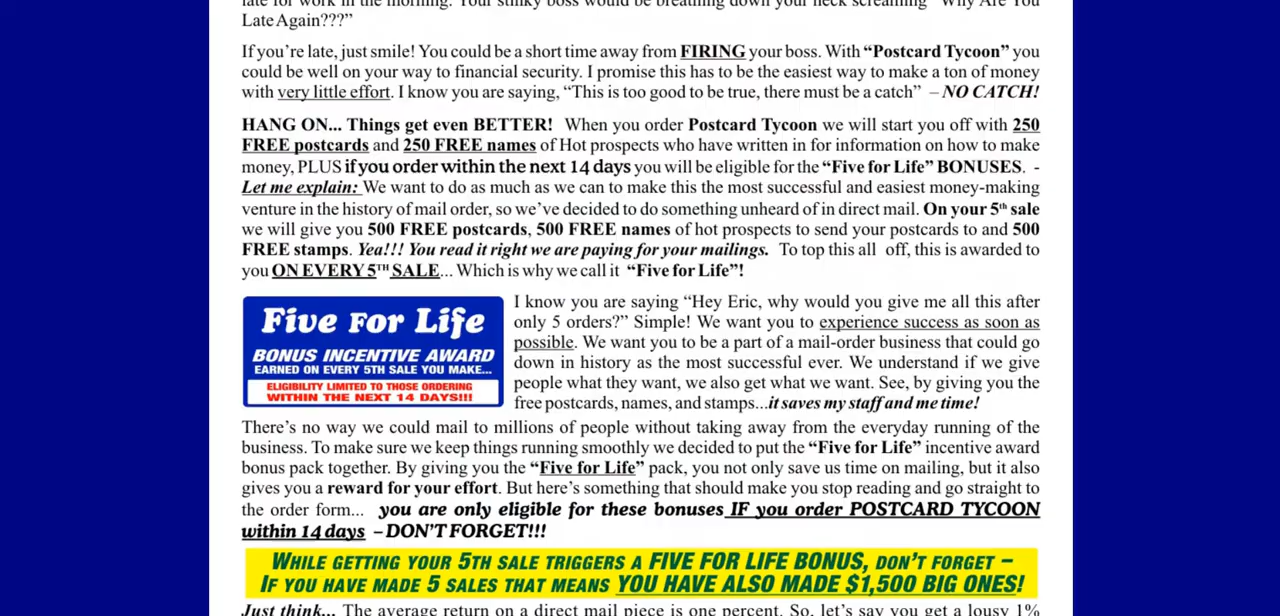 late for work in the morning. Your stinky boss would be breathing down your neck screaming “Why Are You
Late Again???”
If you’re late, just smile! You could be a short time away from FIRING your boss. With “Postcard Tycoon” you
could be well on your way to financial security. I promise this has to be the easiest way to make a ton of money
with very little effort. I know you are saying, “This is too good to be true, there must be a catch” – NO CATCH!
HANG ON... Things get even BETTER! When you order Postcard Tycoon we will start you off with 250
FREE postcards and 250 FREE names of Hot prospects who have written in for information on how to make
money, PLUS if you order within the next 14 days you will be eligible for the “Five for Life” BONUSES. -
Let me explain: We want to do as much as we can to make this the most successful and easiest money-making
venture in the history of mail order, so we’ve decided to do something unheard of in direct mail. On your 5th sale
we will give you 500 FREE postcards, 500 FREE names of hot prospects to send your postcards to and 500
FREE stamps. Yea!!! You read it right we are paying for your mailings. To top this all off, this is awarded to
you ON EVERY 5TH SALE... Which is why we call it “Five for Life”!
Five For Life
BONUS INCENTIVE AWARD
EARNED ON EVERY 5TH SALE YOU MAKE...
ELIGIBILITY LIMITED TO THOSE ORDERING
WITHIN THE NEXT 14 DAYS!!!
I know you are saying “Hey Eric, why would you give me all this after
only 5 orders?” Simple! We want you to experience success as soon as
possible. We want you to be a part of a mail-order business that could go
down in history as the most successful ever. We understand if we give
people what they want, we also get what we want. See, by giving you the
free postcards, names, and stamps...it saves my staff and me time!
There’s no way we could mail to millions of people without taking away from the everyday running of the
business. To make sure we keep things running smoothly we decided to put the “Five for Life” incentive award
bonus pack together. By giving you the “Five for Life” pack, you not only save us time on mailing, but it also
gives you a reward for your effort. But here’s something that should make you stop reading and go straight to
the order form... you are only eligible for these bonuses IF you order POSTCARD TYCOON
within 14 days – DON’T FORGET!!!
WHILE GETTING YOUR 5TH SALE TRIGGERS A FIVE FOR LIFE BONUS, DON’T FORGET –
IF YOU HAVE MADE 5 SALES THAT MEANS YOU HAVE ALSO MADE $1,500 BIG ONES!
Just think... The average return on a direct mail piece is one percent. So, let’s say you get a lousy 1%